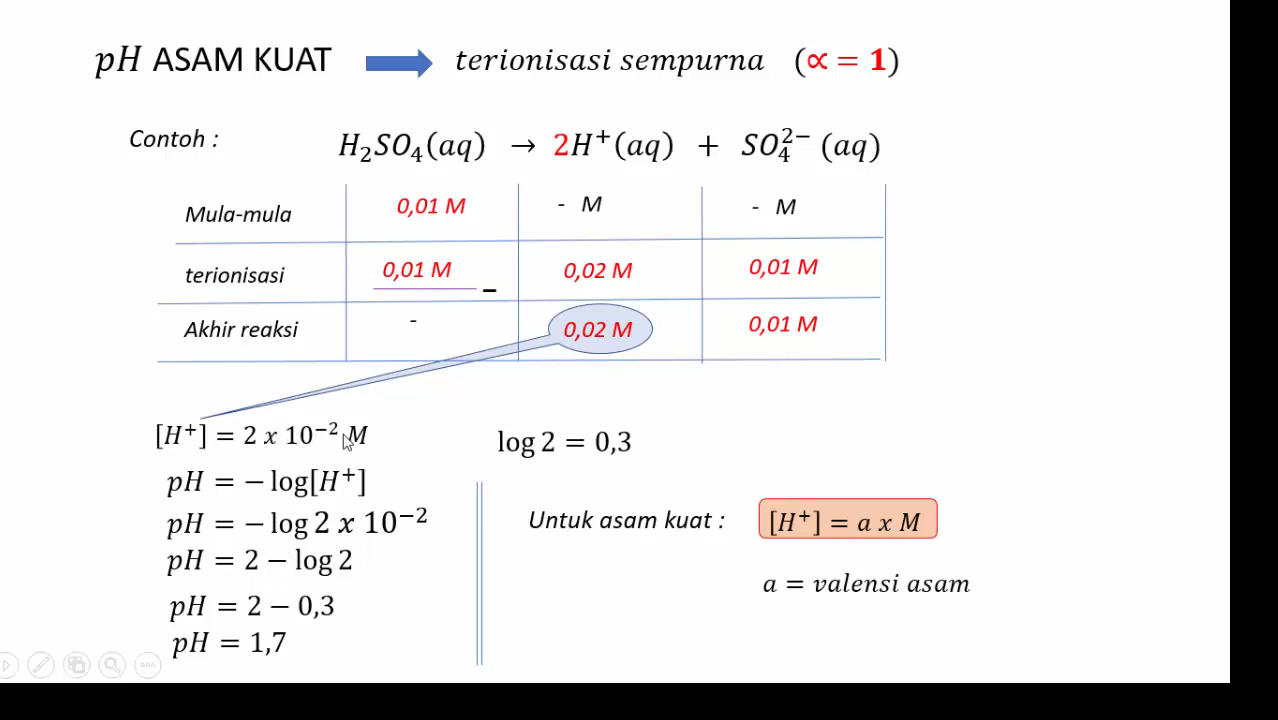 pH ASAM KUAT terionisasi sempurna (∝ = 1)
Contoh : H₂SO₄(aq) → 2H⁺(aq) + SO₄²⁻ (aq)
Mula-mula 0,01 M - M - M
terionisasi 0,01 M – 0,02 M 0,01 M
Akhir reaksi - 0,02 M 0,01 M
[H⁺] = 2 x 10⁻² M log 2 = 0,3
pH = − log[H⁺]
pH = − log 2 x 10⁻² Untuk asam kuat : [H⁺] = a x M
pH = 2 − log 2 a = valensi asam
pH = 2 − 0,3
pH = 1,7